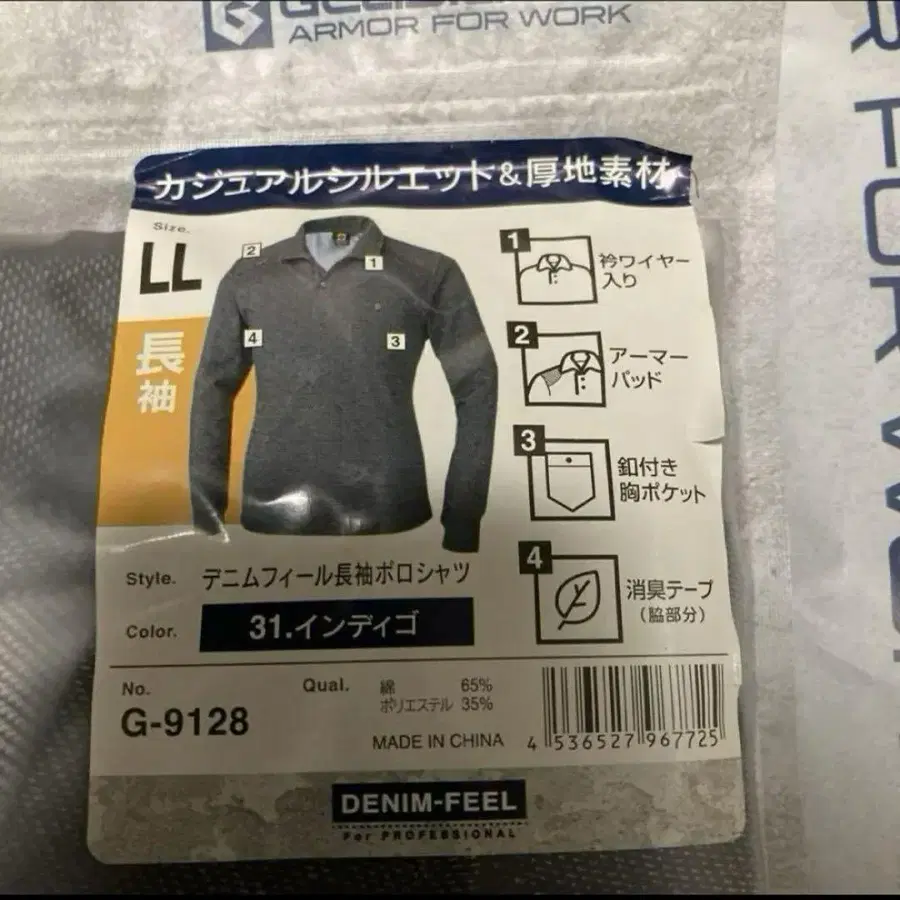 ARMOR FOR WORK
R FOR W
カジュアルシルエット&厚地素材
Size.
LL
長袖
2
1
4
3
1
衿ワイヤー
入り
2
アーマー
パッド
3
釦付き
胸ポケット
4
消臭テープ
(脇部分)
Style. デニムフィール長袖ポロシャツ
Color. 31.インディゴ
No.
G-9128
Qual. 綿 65%
ポリエステル 35%
MADE IN CHINA
4 536527 967725
DENIM-FEEL
For PROFESSIONAL